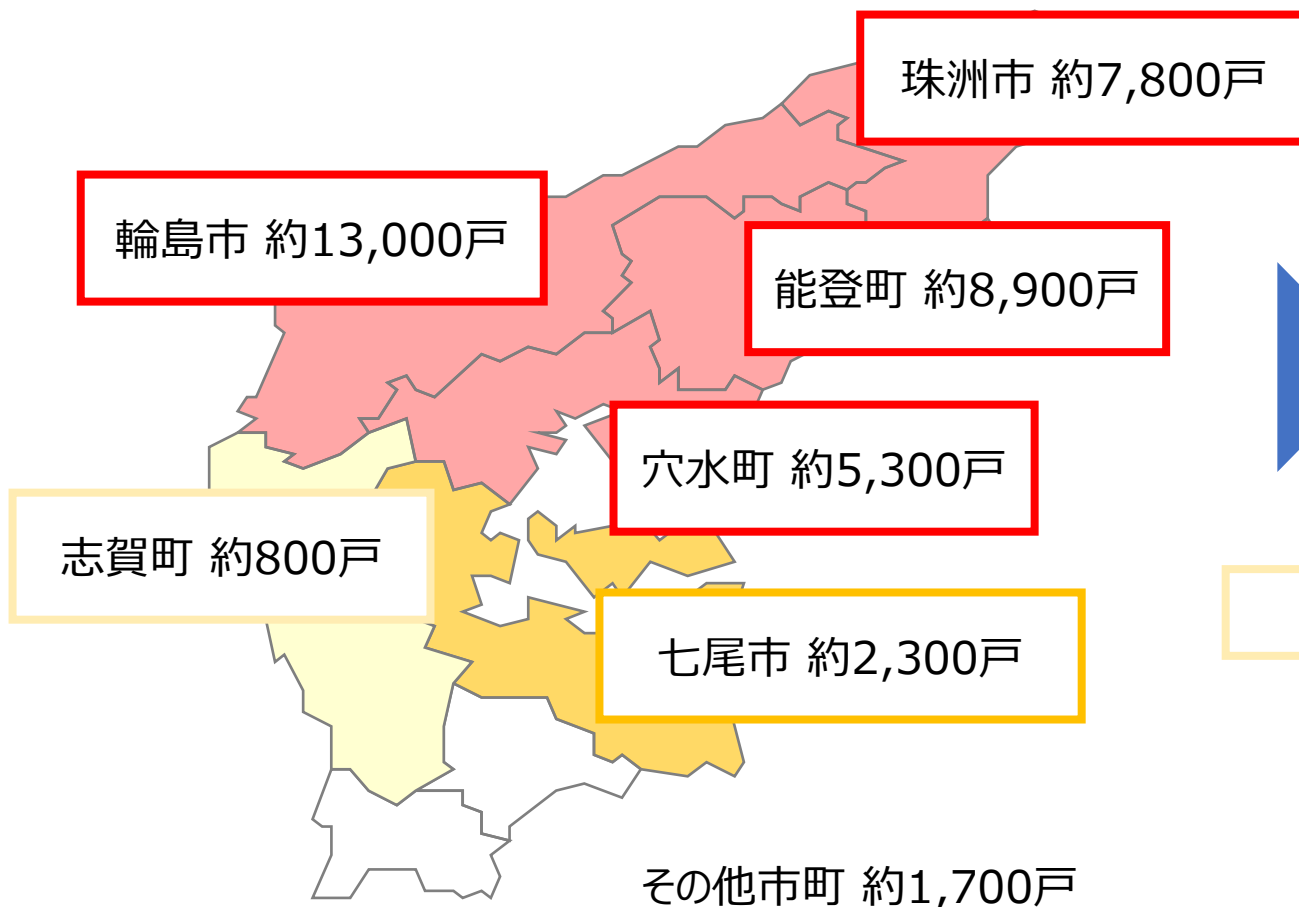 珠洲市 約7,800戸
輪島市 約13,000戸
能登町 約8,900戸
穴水町 約5,300戸
志賀町 約800戸
七尾市 約2,300戸
その他市町 約1,700戸